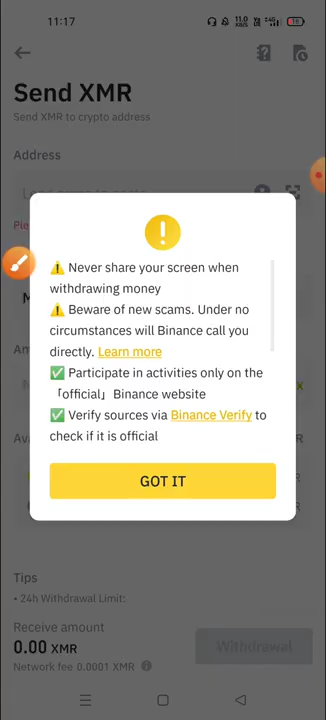 11:17
11.0
Send XMR
Send XMR to crypto address
Address
⚠️ Never share your screen when
withdrawing money
⚠️ Beware of new scams. Under no
circumstances will Binance call you
directly. Learn more
✅ Participate in activities only on the
「official」 Binance website
✅ Verify sources via Binance Verify to
check if it is official
GOT IT
Tips
• 24h Withdrawal Limit:
Receive amount
0.00 XMR
Withdrawal
Network fee 0.0001 XMR